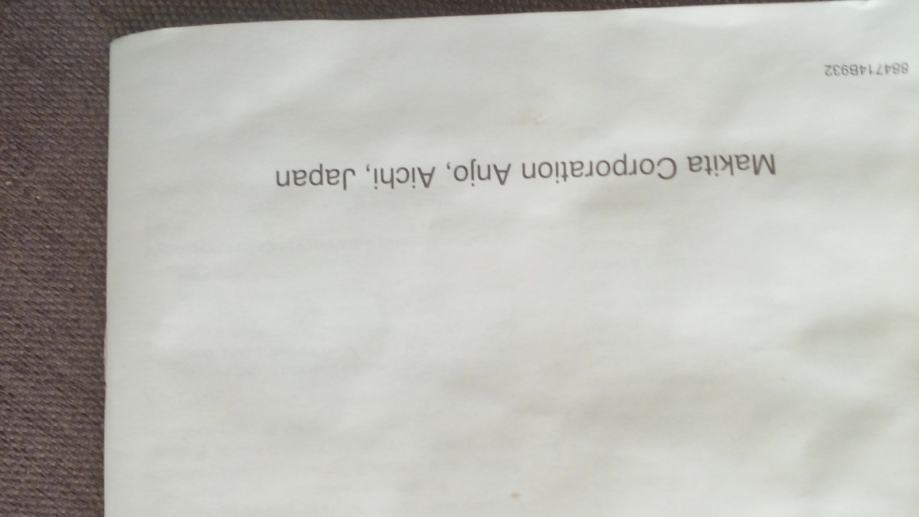 Makita Corporation Anjo, Aichi, Japan
884714B932